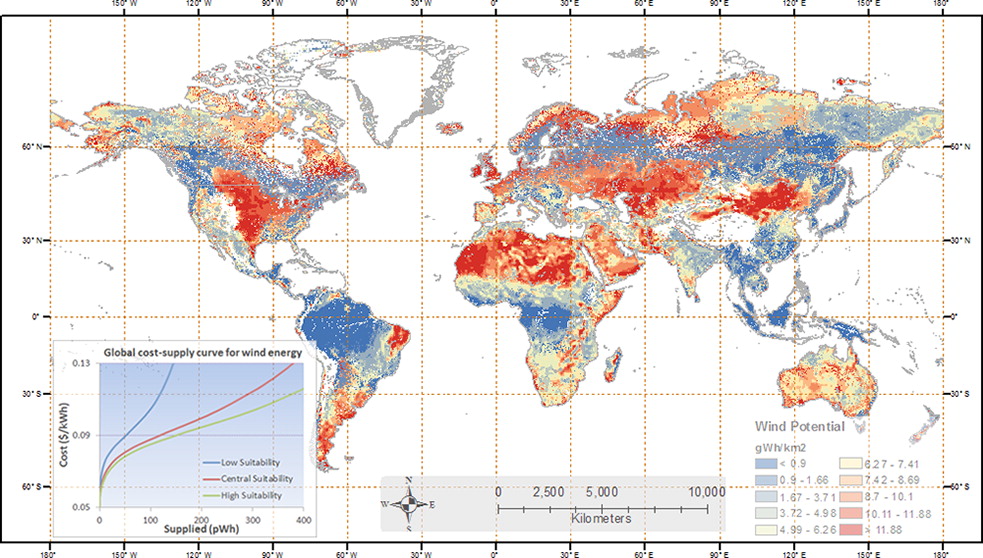 150° W 120° W 90° W 60° W 30° W 0° 30° E 60° E 90° E 120° E 150° E 180°
60° N 60° N
30° N 30° N
0° 0°
30° S 30° S
60° S 60° S
Global cost-supply curve for wind energy
0.13
0.09
0.05
Cost ($/kWh)
Low Suitability
Central Suitability
High Suitability
0 100 200 300 400
Supplied (pWh)
N
W E
S
0 2,500 5,000 10,000
Kilometers
Wind Potential
gWh/km2
< 0.9 6.27 - 7.41
0.9 - 1.66 7.42 - 8.69
1.67 - 3.71 8.7 - 10.1
3.72 - 4.98 10.11 - 11.88
4.99 - 6.26 > 11.88
180° 150° W 120° W 90° W 60° W 30° W 0° 30° E 60° E 90° E 120° E 150° E 180°